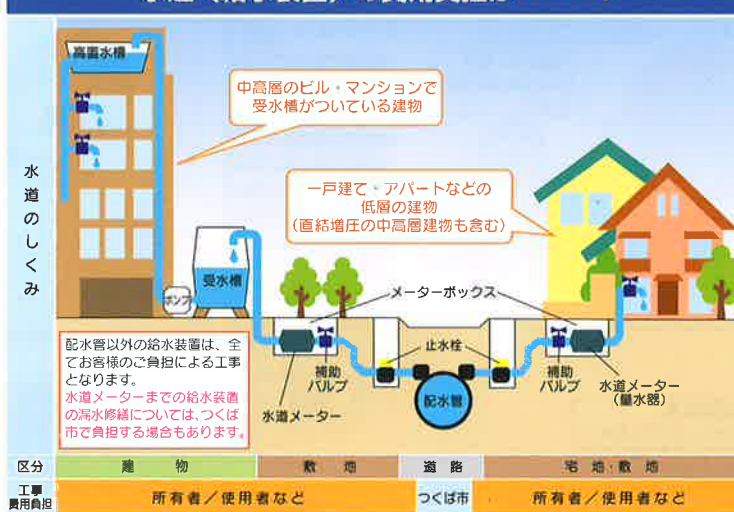 高置水槽
中高層のビル・マンションで
受水槽がついている建物
一戸建て・アパートなどの
低層の建物
(直結増圧の中高層建物も含む)
水道のしくみ
受水槽
ポンプ
メーターボックス
配水管以外の給水装置は、全
てお客様のご負担による工事
となります。
水道メーターまでの給水装置
の漏水修繕については、つくば
市で負担する場合もあります。
止水栓
補助
バルブ
水道メーター
配水管
補助
バルブ
水道メーター
(量水器)
区分
建物
敷地
道路
宅地・敷地
工事
費用負担
所有者/使用者など
つくば市
所有者/使用者など